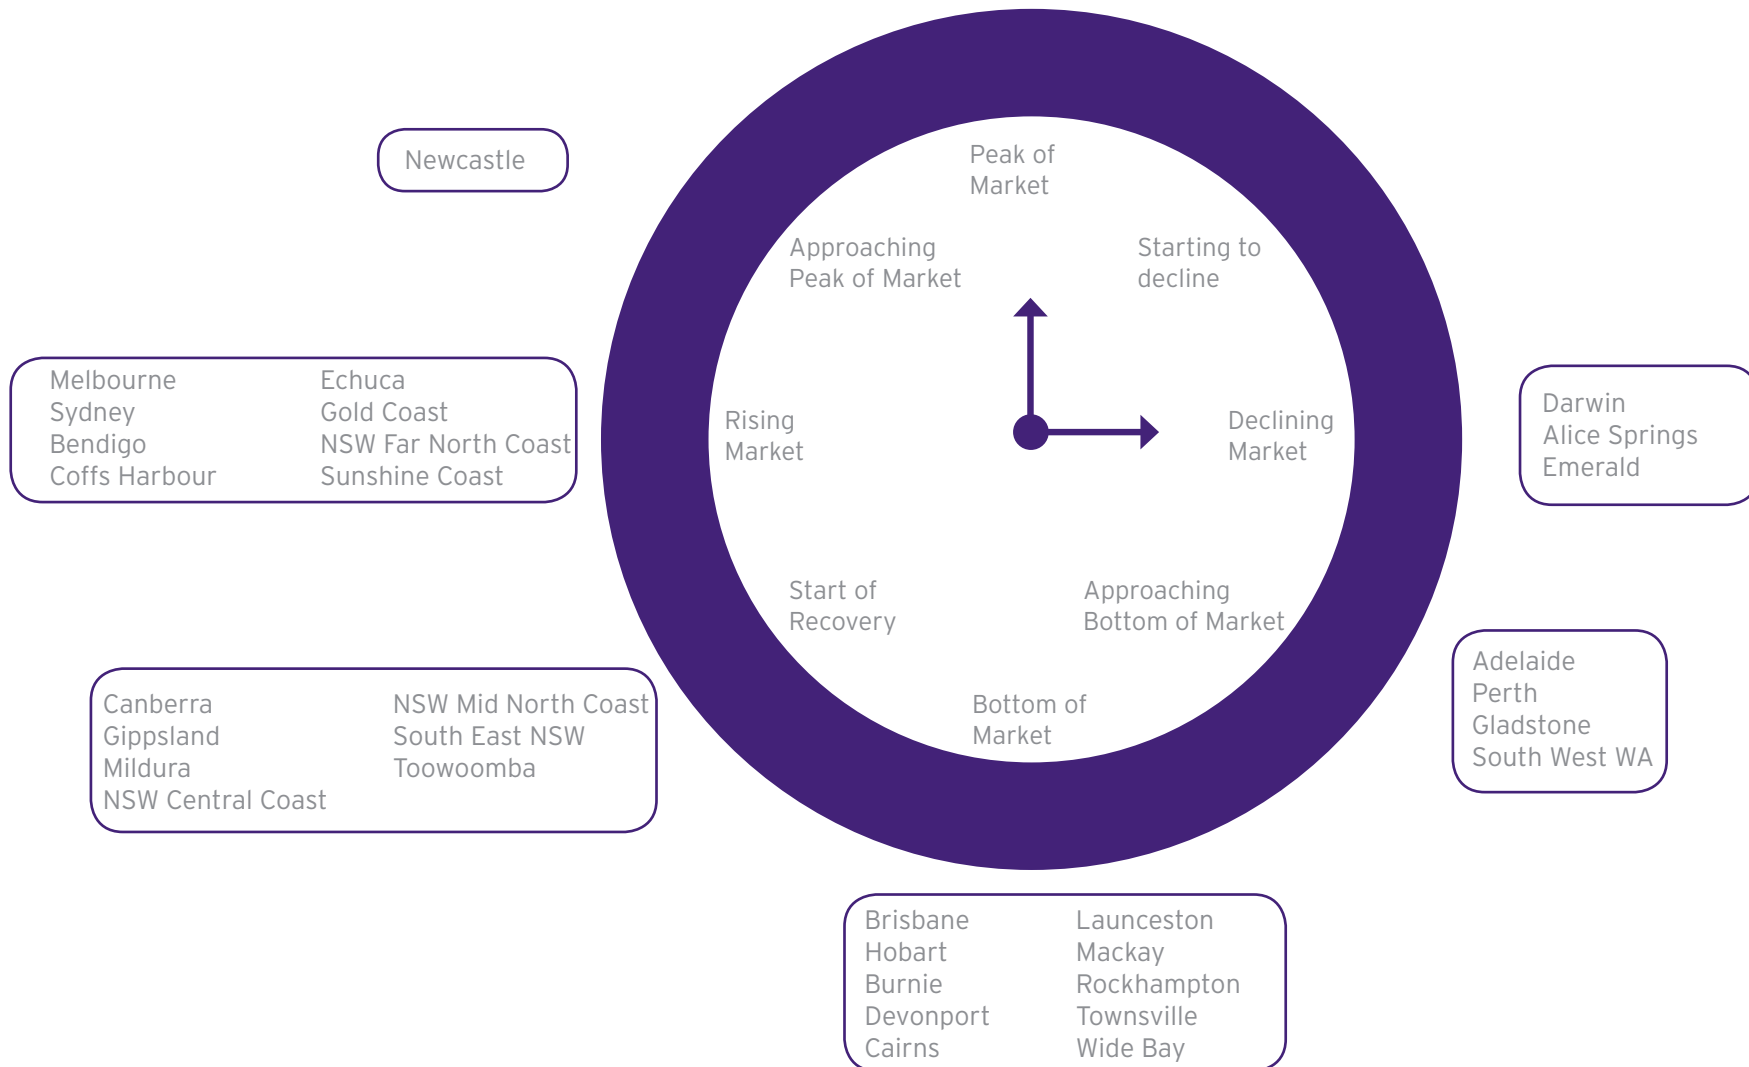 Newcastle
Peak of
Market
Approaching
Peak of Market
Starting to
decline
Melbourne
Sydney
Bendigo
Coffs Harbour
Echuca
Gold Coast
NSW Far North Coast
Sunshine Coast
Rising
Market
Declining
Market
Darwin
Alice Springs
Emerald
Start of
Recovery
Approaching
Bottom of Market
Canberra
Gippsland
Mildura
NSW Central Coast
NSW Mid North Coast
South East NSW
Toowoomba
Bottom of
Market
Adelaide
Perth
Gladstone
South West WA
Brisbane
Hobart
Burnie
Devonport
Cairns
Launceston
Mackay
Rockhampton
Townsville
Wide Bay